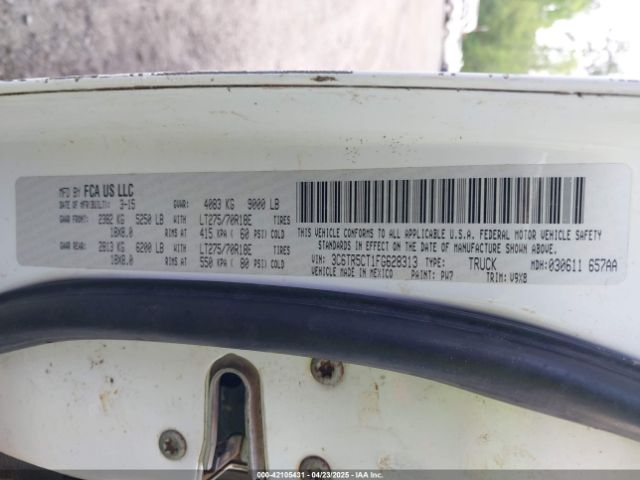 MFD BY FCA US LLC
DATE OF MFR(BUILT): 3-15 GVWR: 4083 KG 9000 LB
GAWR FRONT: 2382 KG 5250 LB WITH LT275/70R18E TIRES
18X8.0 RIMS AT 415 KPA ( 60 PSI) COLD
GAWR REAR: 2813 KG 6200 LB WITH LT275/70R18E TIRES
18X8.0 RIMS AT 550 KPA ( 80 PSI) COLD
THIS VEHICLE CONFORMS TO ALL APPLICABLE U.S.A. FEDERAL MOTOR VEHICLE SAFETY
STANDARDS IN EFFECT ON THE DATE OF MANUFACTURE SHOWN ABOVE.
VIN: 3C6TR5CT1FG628313 TYPE: TRUCK MDH: 030611 657AA
MADE IN MEXICO PAINT: PW7 TRIM: V9X8
000-42105431 - 04/23/2025 - IAAI.COM